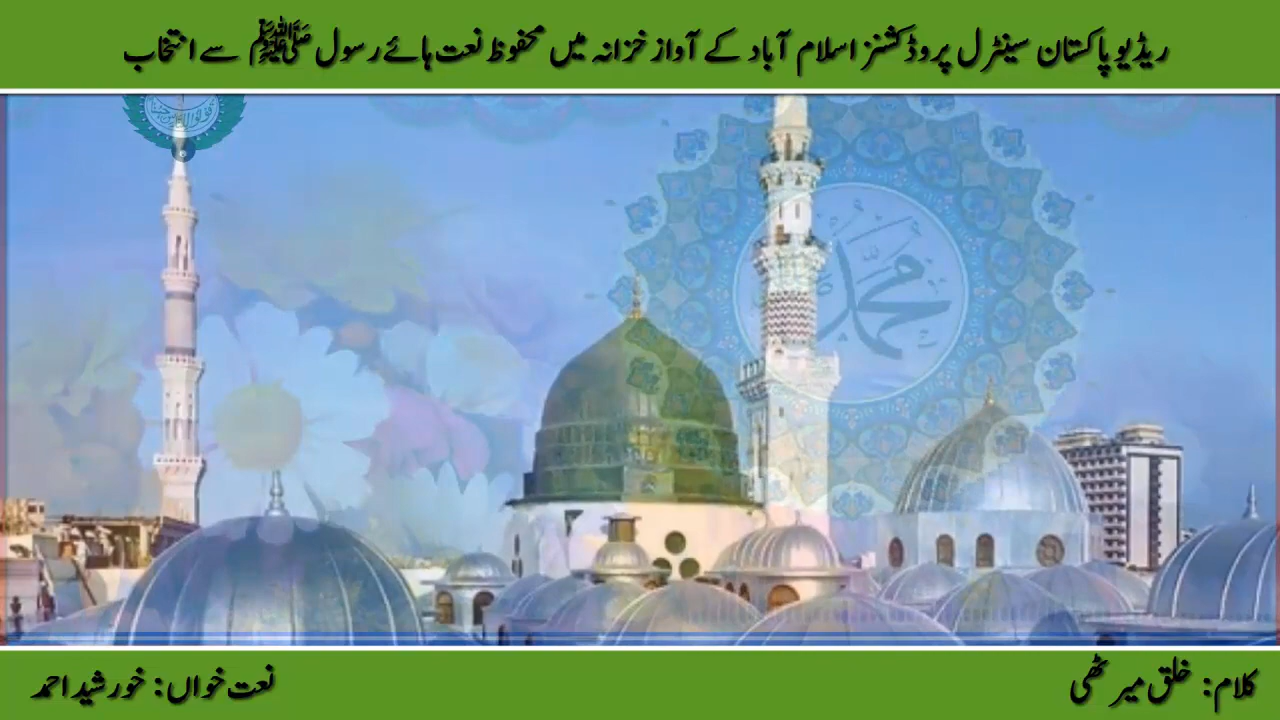 ریڈیو پاکستان سینٹرل پروڈکشنز اسلام آباد کے آواز خزانہ میں محفوظ نعت ہائے رسول ﷺ سے انتخاب
محمد
کلام: خلق میرٹھی
نعت خواں: خورشید احمد